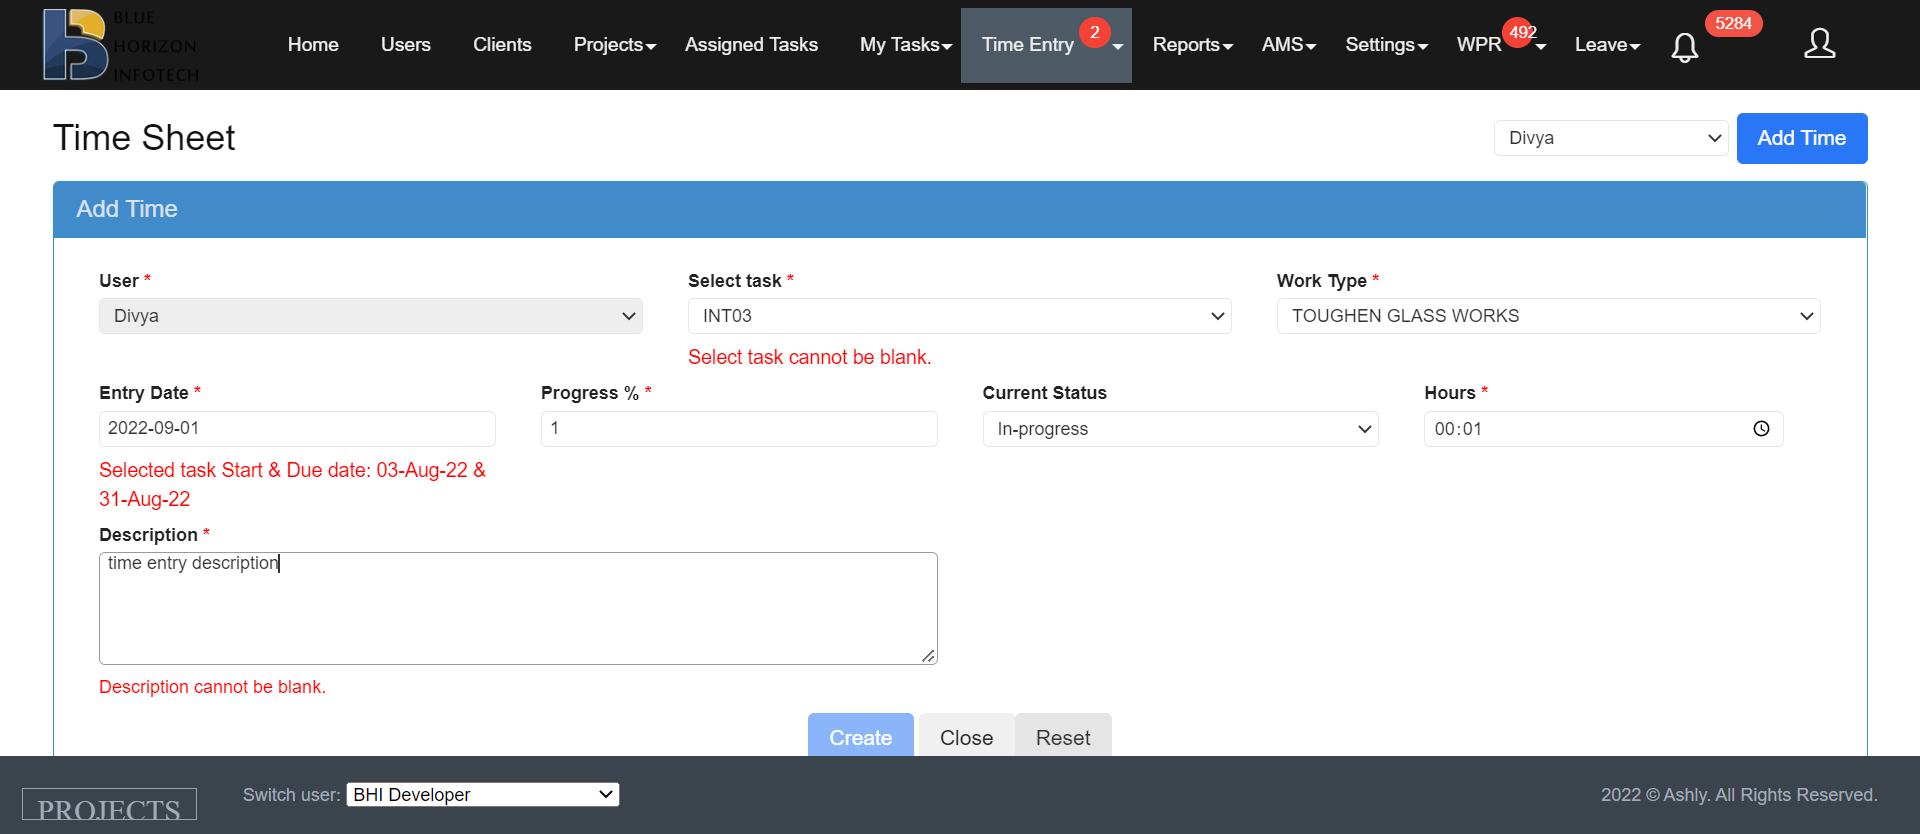 BLUE
HORIZON
INFOTECH
Home Users Clients Projects Assigned Tasks My Tasks Time Entry 2 Reports AMS Settings WPR 492 Leave 5284
Time Sheet
Divya Add Time
Add Time
User * Select task * Work Type *
Divya INT03 TOUGHEN GLASS WORKS
Select task cannot be blank.
Entry Date * Progress % * Current Status Hours *
2022-09-01 1 In-progress 00:01
Selected task Start & Due date: 03-Aug-22 &
31-Aug-22
Description *
time entry description
Description cannot be blank.
Create Close Reset
PROJECTS Switch user: BHI Developer 2022 © Ashly. All Rights Reserved.